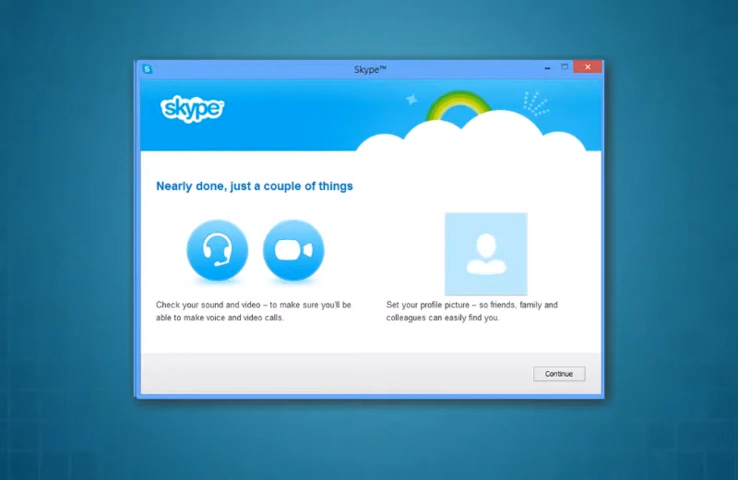 Skype™
skype™
Nearly done, just a couple of things
Check your sound and video – to make sure you'll be
able to make voice and video calls.
Set your profile picture – so friends, family and
colleagues can easily find you.
Continue